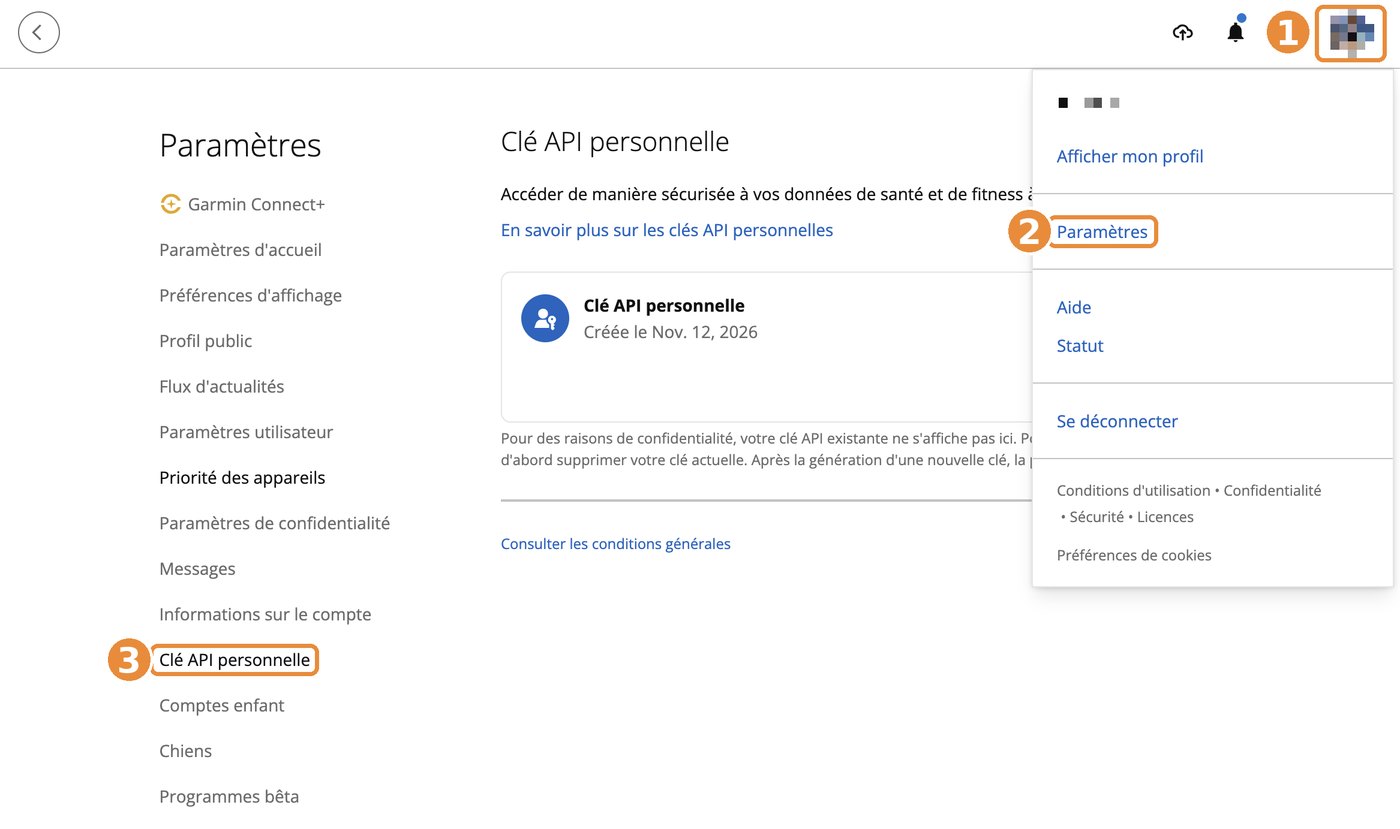 1
Paramètres
Garmin Connect+
Paramètres d'accueil
Préférences d'affichage
Profil public
Flux d'actualités
Paramètres utilisateur
Priorité des appareils
Paramètres de confidentialité
Messages
Informations sur le compte
3 Clé API personnelle
Comptes enfant
Chiens
Programmes bêta
Clé API personnelle
Accéder de manière sécurisée à vos données de santé et de fitness à
En savoir plus sur les clés API personnelles
Clé API personnelle
Créée le Nov. 12, 2026
Pour des raisons de confidentialité, votre clé API existante ne s'affiche pas ici.
d'abord supprimer votre clé actuelle. Après la génération d'une nouvelle clé, la
Consulter les conditions générales
Afficher mon profil
2 Paramètres
Aide
Statut
Se déconnecter
Conditions d'utilisation • Confidentialité
• Sécurité • Licences
Préférences de cookies